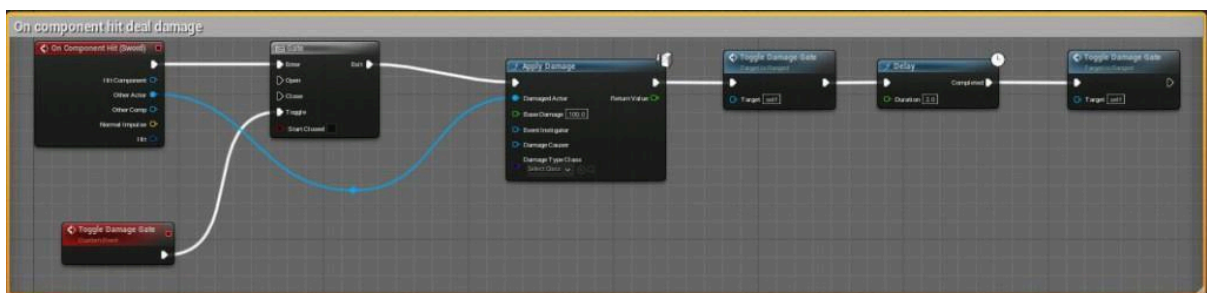 On component hit deal damage
On Component Hit (Sword)
Hit Component
Other Actor
Other Comp
Normal Impulse
Hit
Gate
Enter
Exit
Open
Close
Toggle
Start Closed
Apply Damage
Damaged Actor
Return Value
Base Damage 100.0
Event Instigator
Damage Causer
Damage Type Class
Select Class
Toggle Damage Gate
Target is Paragon
Target self
Delay
Completed
Duration 2.0
Toggle Damage Gate
Target is Paragon
Target self
Toggle Damage Gate
Custom Event